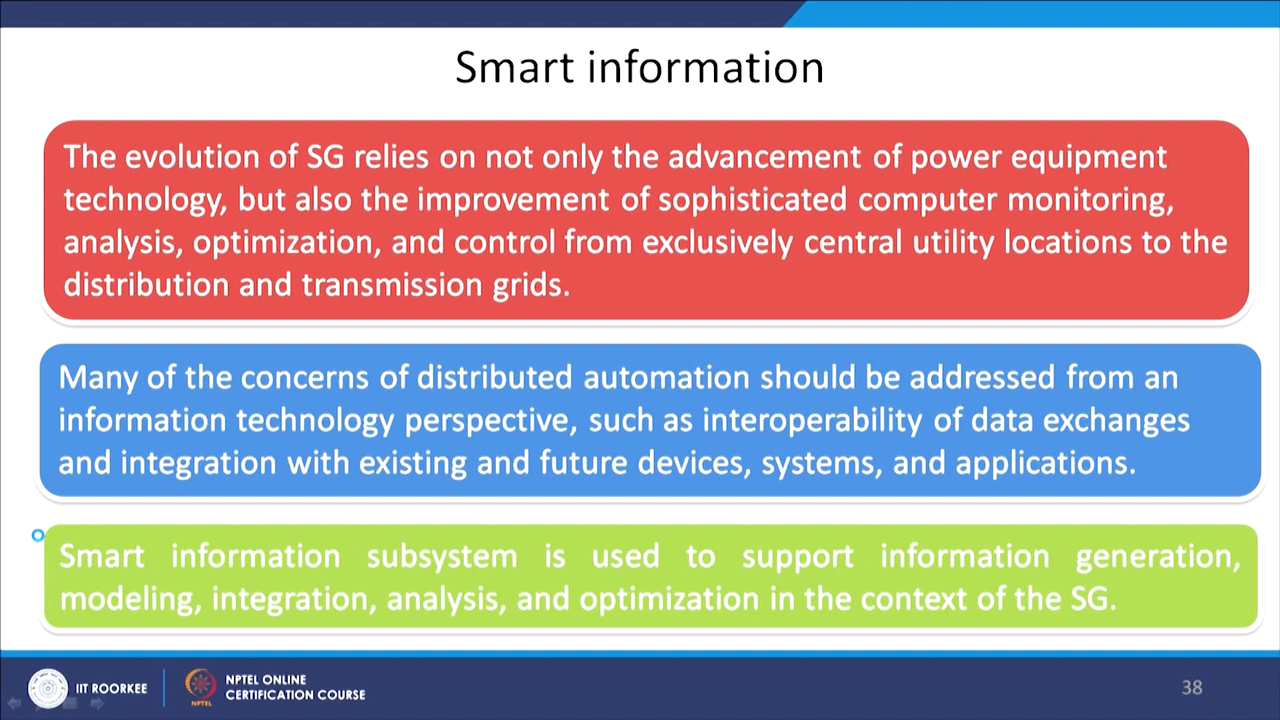 Smart information
The evolution of SG relies on not only the advancement of power equipment
technology, but also the improvement of sophisticated computer monitoring,
analysis, optimization, and control from exclusively central utility locations to the
distribution and transmission grids.
Many of the concerns of distributed automation should be addressed from an
information technology perspective, such as interoperability of data exchanges
and integration with existing and future devices, systems, and applications.
Smart information subsystem is used to support information generation,
modeling, integration, analysis, and optimization in the context of the SG.
IIT ROORKEE
NPTEL
NPTEL ONLINE
CERTIFICATION COURSE
38